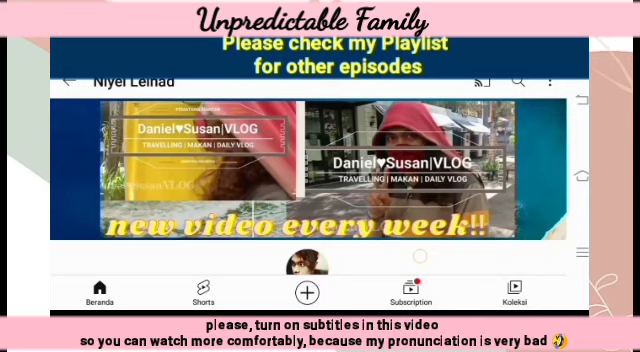 Unpredictable Family
Please check my Playlist
for other episodes
Niyel Leinad
Daniel♥Susan|VLOG
TRAVELLING | MAKAN | DAILY VLOG
Daniel♥Susan|VLOG
TRAVELLING | MAKAN | DAILY VLOG
new video every week!!
Beranda
Shorts
Subscription
Koleksi
please, turn on subtitles in this video
so you can watch more comfortably, because my pronunciation is very bad 🤣